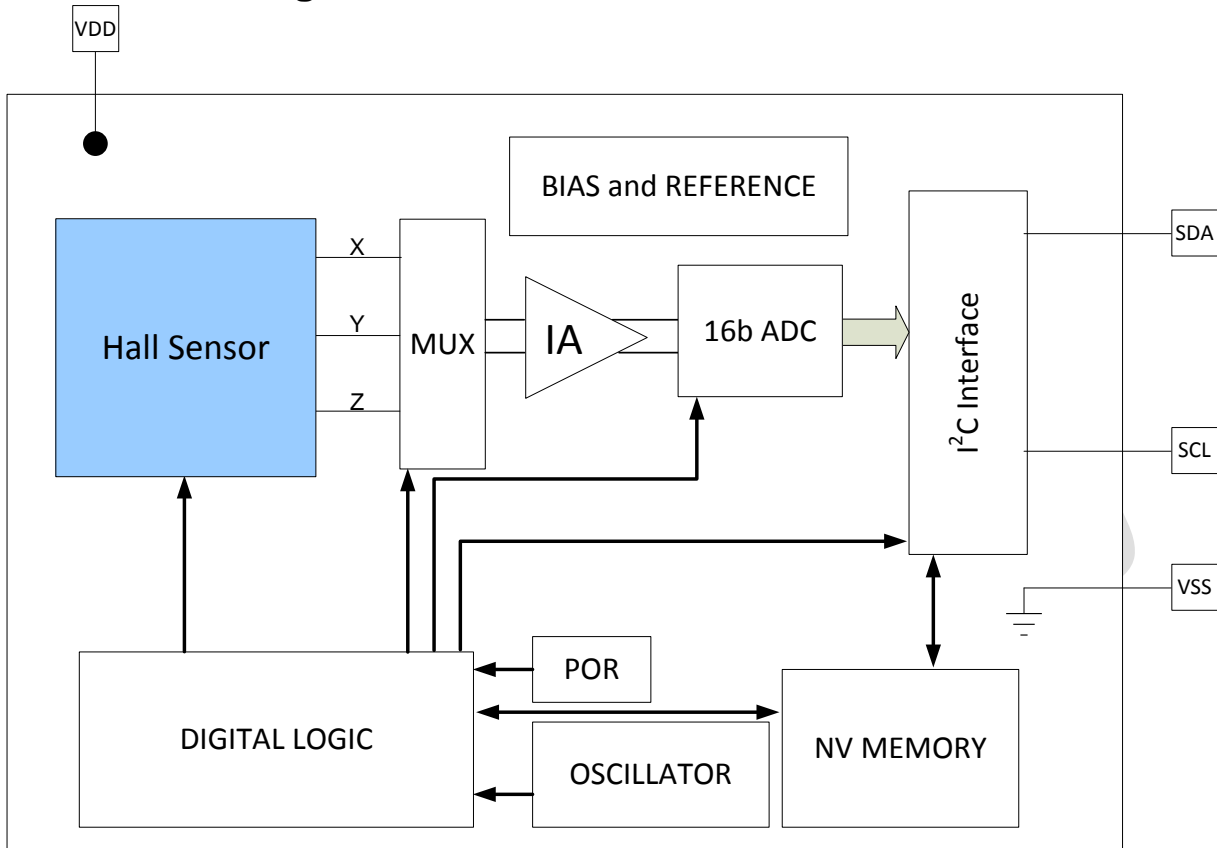 VDD
BIAS and REFERENCE
Hall Sensor
X
Y
Z
MUX
IA
16b ADC
I²C Interface
SDA
SCL
VSS
POR
DIGITAL LOGIC
OSCILLATOR
NV MEMORY